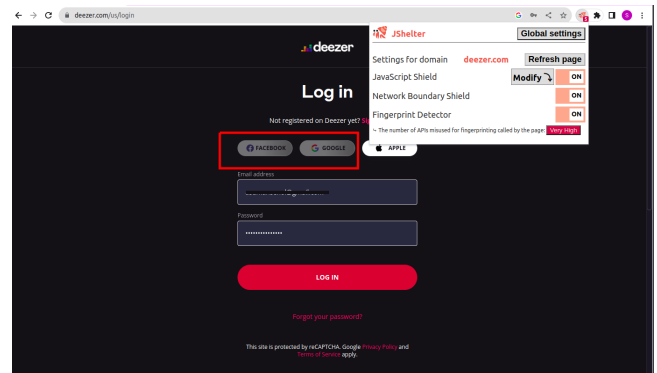 deezer.com/us/login
JShelter
Global settings
deezer
Settings for domain deezer.com Refresh page
JavaScript Shield Modify ON
Network Boundary Shield ON
Fingerprint Detector ON
The number of APIs misused for fingerprinting called by the page: Very High
Log in
Not registered on Deezer yet?
FACEBOOK GOOGLE APPLE
Email address
Password
LOG IN
Forgot your password?
This site is protected by reCAPTCHA. Google Privacy Policy and
Terms of Service apply.